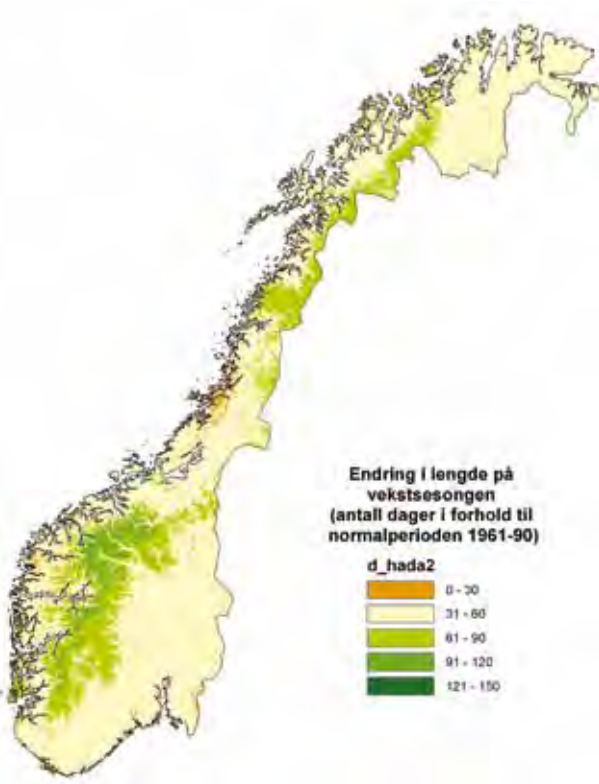 Endring i lengde på
vekstsesongen
(antall dager i forhold til
normalperioden 1961-90)
d_hada2
0 - 30
31 - 60
61 - 90
91 - 120
121 - 150